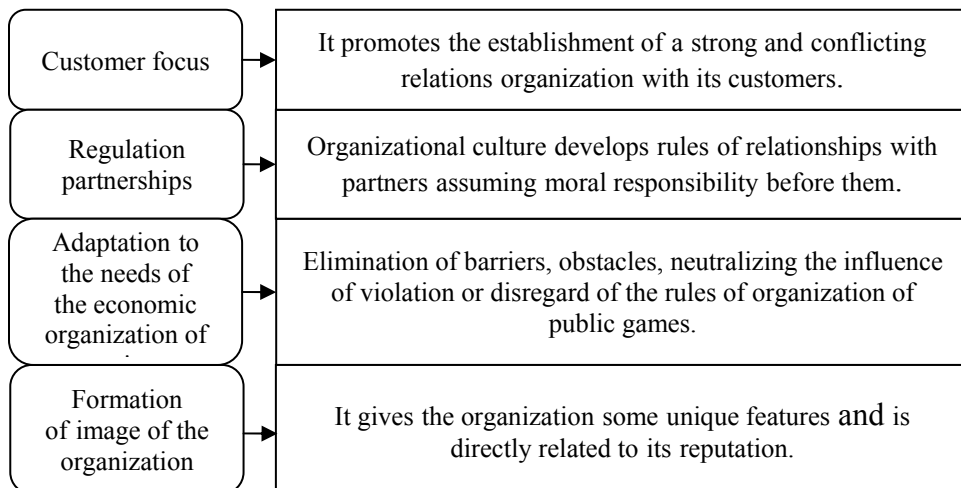 Customer focus
It promotes the establishment of a strong and conflicting
relations organization with its customers.
Regulation
partnerships
Organizational culture develops rules of relationships with
partners assuming moral responsibility before them.
Adaptation to
the needs of
the economic
organization of
Elimination of barriers, obstacles, neutralizing the influence
of violation or disregard of the rules of organization of
public games.
Formation
of image of the
organization
It gives the organization some unique features and is
directly related to its reputation.